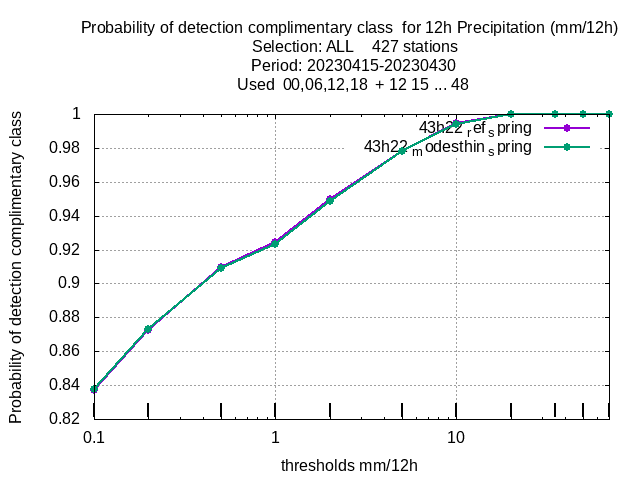 Probability of detection complimentary class  for 12h Precipitation (mm/12h)
Selection: ALL    427 stations
Period: 20230415-20230430
Used  00,06,12,18  + 12 15 ... 48
Probability of detection complimentary class
1
0.98
0.96
0.94
0.92
0.9
0.88
0.86
0.84
0.82
43h22_ref_spring
43h22_modesthin_spring
0.1
1
10
thresholds mm/12h